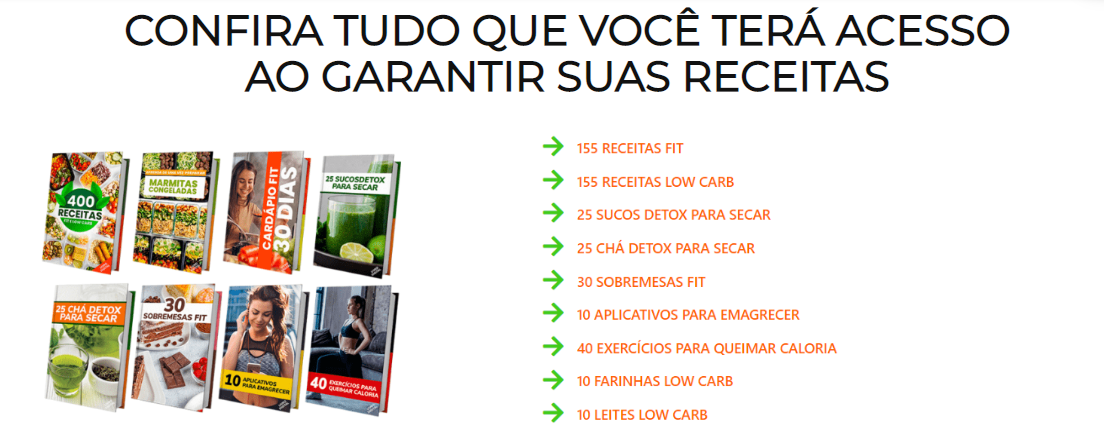 CONFIRA TUDO QUE VOCÊ TERÁ ACESSO
AO GARANTIR SUAS RECEITAS
400
RECEITAS
FIT E LOW CARB
MARMITAS
CONGELADAS
CARDÁPIO FIT
30 DIAS
25 SUCOSDETOX
PARA SECAR
25 CHÁ DETOX
PARA SECAR
30
SOBREMESAS FIT
10 APLICATIVOS
PARA EMAGRECER
40 EXERCÍCIOS PARA
QUEIMAR CALORIA
155 RECEITAS FIT
155 RECEITAS LOW CARB
25 SUCOS DETOX PARA SECAR
25 CHÁ DETOX PARA SECAR
30 SOBREMESAS FIT
10 APLICATIVOS PARA EMAGRECER
40 EXERCÍCIOS PARA QUEIMAR CALORIA
10 FARINHAS LOW CARB
10 LEITES LOW CARB